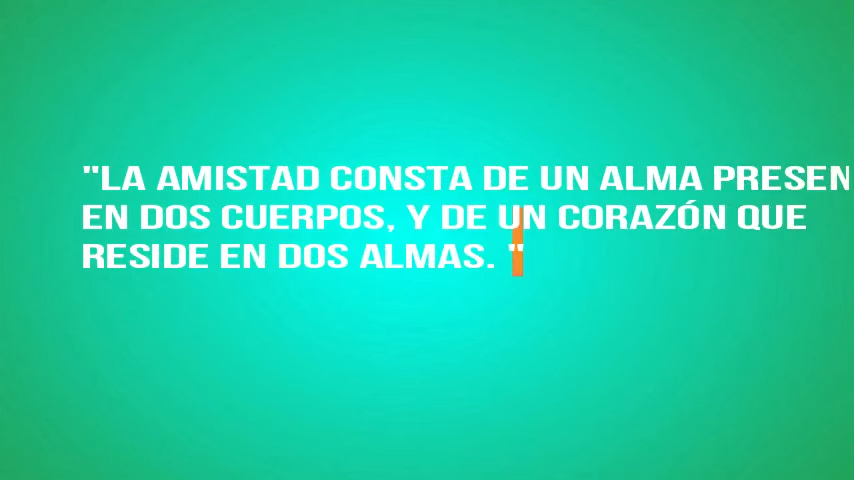 "LA AMISTAD CONSTA DE UN ALMA PRESEN
EN DOS CUERPOS, Y DE UN CORAZÓN QUE
RESIDE EN DOS ALMAS. "